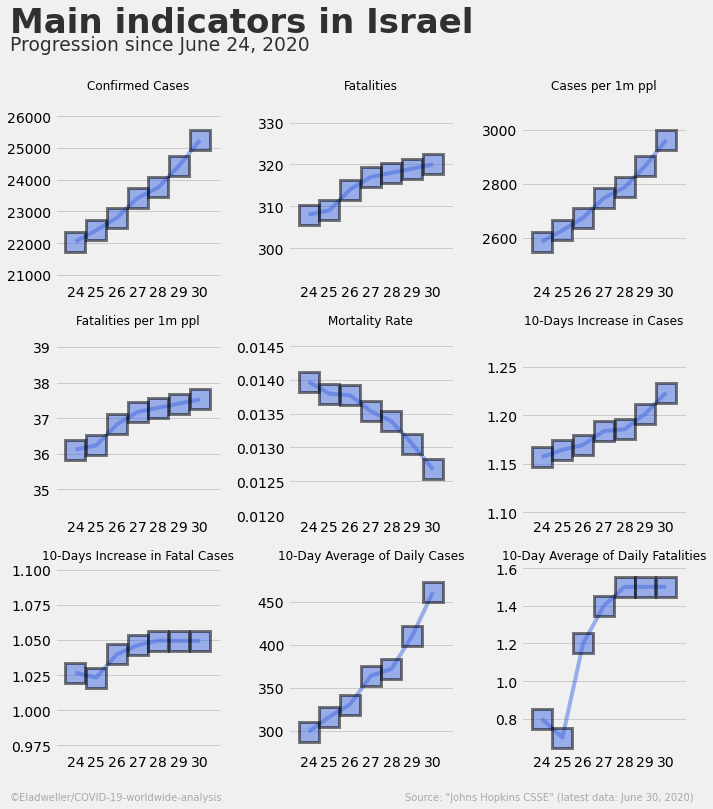 Main indicators in Israel
Progression since June 24, 2020
Confirmed Cases
26000
25000
24000
23000
22000
21000
24 25 26 27 28 29 30
Fatalities
330
320
310
300
24 25 26 27 28 29 30
Cases per 1m ppl
3000
2800
2600
24 25 26 27 28 29 30
Fatalities per 1m ppl
39
38
37
36
35
24 25 26 27 28 29 30
Mortality Rate
0.0145
0.0140
0.0135
0.0130
0.0125
0.0120
24 25 26 27 28 29 30
10-Days Increase in Cases
1.25
1.20
1.15
1.10
24 25 26 27 28 29 30
10-Days Increase in Fatal Cases
1.100
1.075
1.050
1.025
1.000
0.975
24 25 26 27 28 29 30
10-Day Average of Daily Cases
450
400
350
300
24 25 26 27 28 29 30
10-Day Average of Daily Fatalities
1.6
1.4
1.2
1.0
0.8
24 25 26 27 28 29 30
©Eladweller/COVID-19-worldwide-analysis
Source: "Johns Hopkins CSSE" (latest data: June 30, 2020)